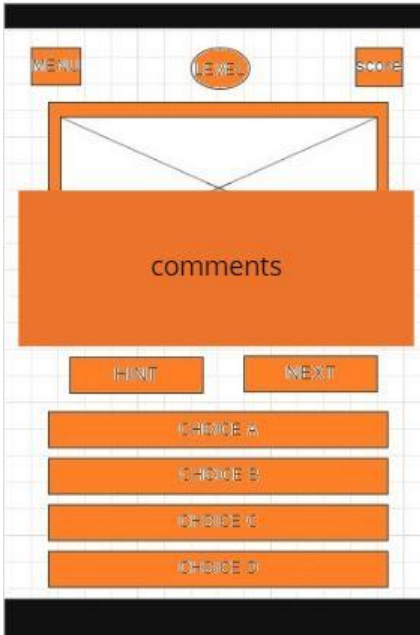 MENU
LEVEL
SCORE
comments
HINT
NEXT
CHOICE A
CHOICE B
CHOICE C
CHOICE D